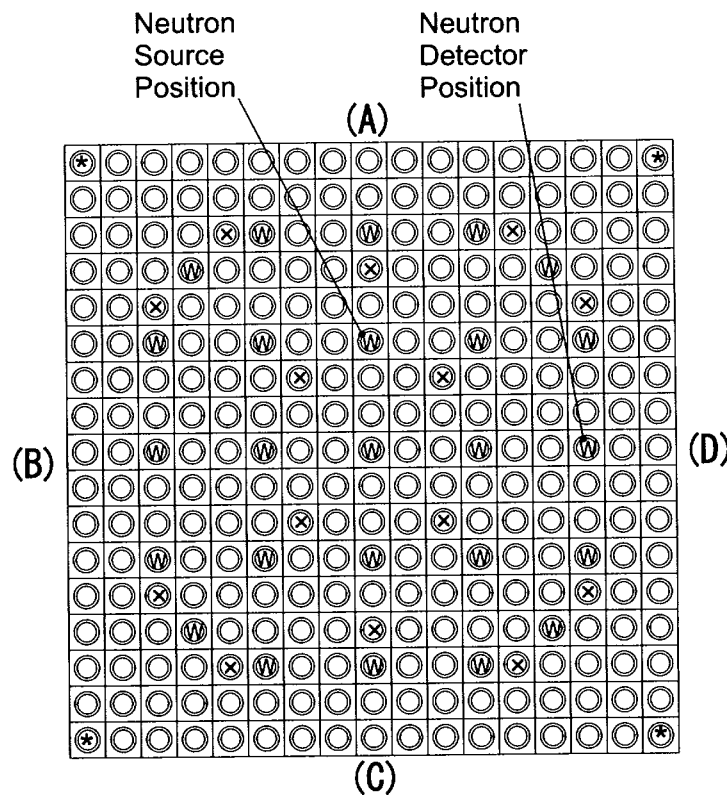 Neutron Source Position
Neutron Detector Position
(A)
* *
× W W W ×
W × W
× ×
W W W W W
× ×
(B) W W W W W (D)
× ×
W W W W W
× ×
W × W
× W W W ×
* *
(C)